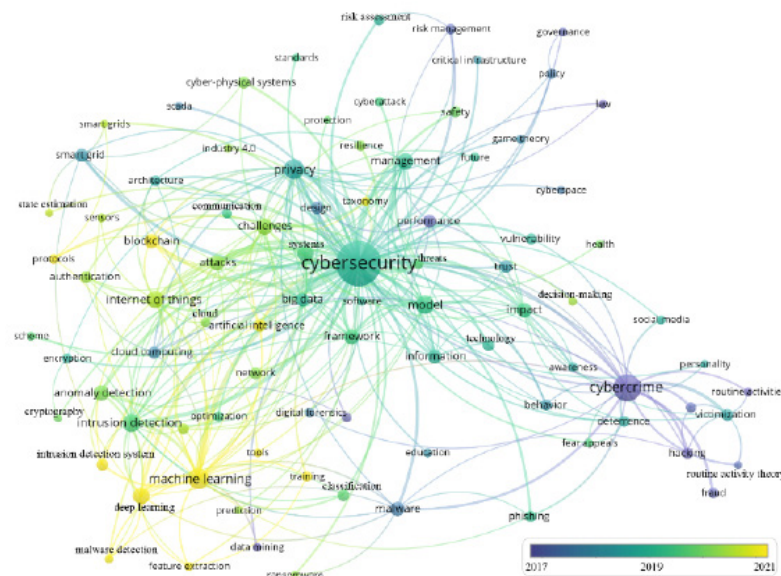 risk assessment
risk management
governance
standards
critical infrastructure
policy
cyber-physical systems
scada
cyberattack
safety
law
smart grids
protection
game theory
smart grid
industry 4.0
resilience
management
future
privacy
architecture
cyberspace
state estimation
communication
design
taxonomy
sensors
challenges
performance
protocols
blockchain
systems
vulnerability
health
attacks
cybersecurity
threats
trust
authentication
decision-making
internet of things
big data
software
model
impact
cloud
artificial intelligence
social media
scheme
framework
technology
cloud computing
information
encryption
awareness
personality
network
cybercrime
anomaly detection
routine activities
behavior
cryptography
optimization
digital forensics
victimization
intrusion detection
deterrence
fear appeals
intrusion detection system
tools
education
hacking
routine activity theory
machine learning
training
classification
fraud
deep learning
prediction
malware
phishing
data mining
malware detection
feature extraction
ransomware
2017
2019
2021